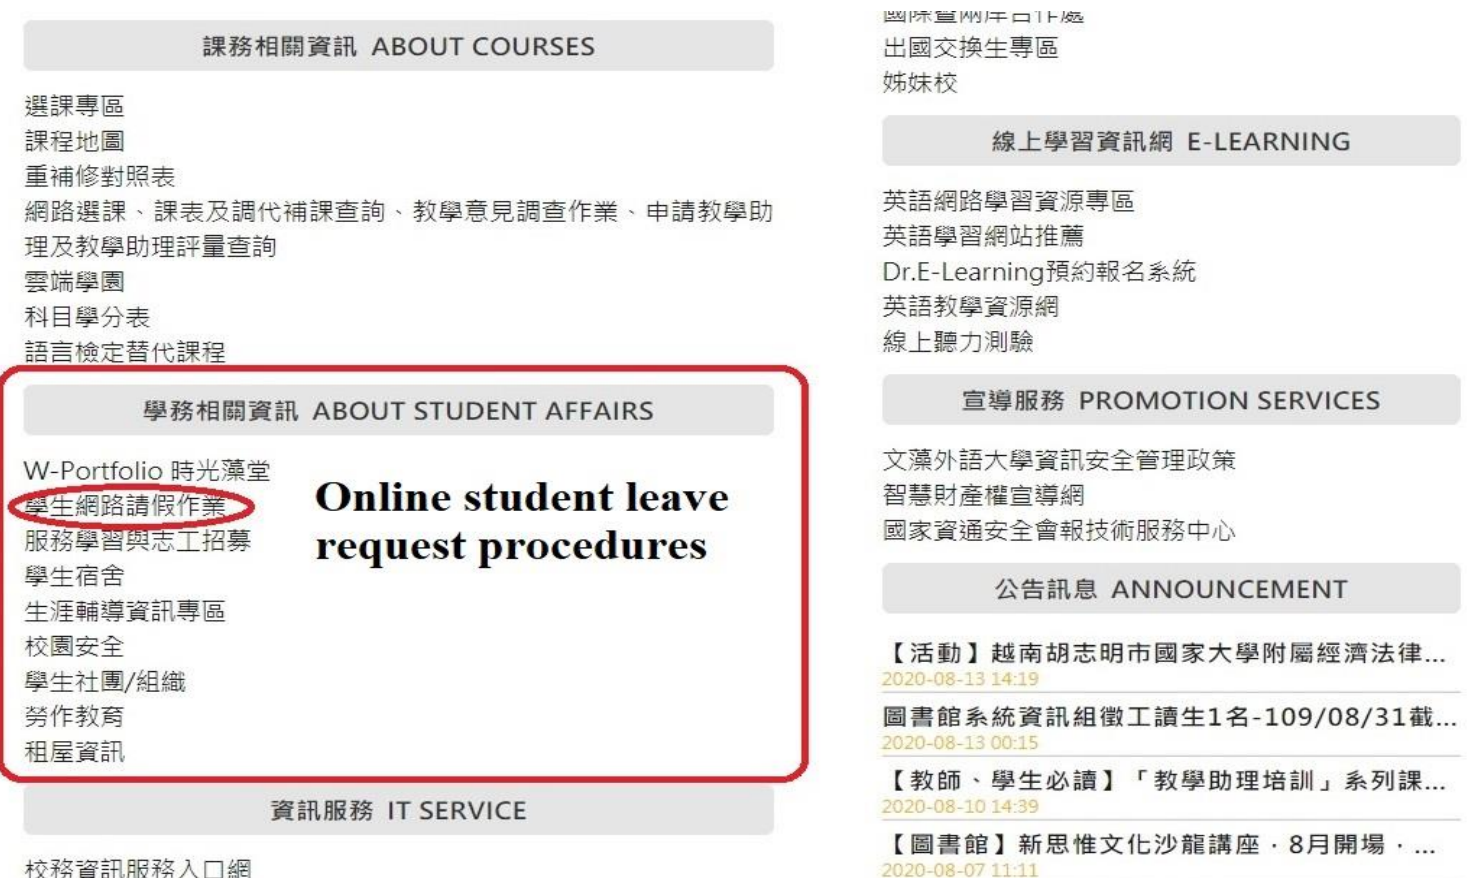 課務相關資訊 ABOUT COURSES
選課專區
課程地圖
重補修對照表
網路選課、課表及調代補課查詢、教學意見調查作業、申請教學助
理及教學助理評量查詢
雲端學園
科目學分表
語言檢定替代課程
學務相關資訊 ABOUT STUDENT AFFAIRS
W-Portfolio 時光藻堂
學生網路請假作業
Online student leave
request procedures
服務學習與志工招募
學生宿舍
生涯輔導資訊專區
校園安全
學生社團/組織
勞作教育
租屋資訊
資訊服務 IT SERVICE
校務資訊服務入口網
國際暨兩岸合作處
出國交換生專區
姊妹校
線上學習資訊網 E-LEARNING
英語網路學習資源專區
英語學習網站推薦
Dr.E-Learning預約報名系統
英語教學資源網
線上聽力測驗
宣導服務 PROMOTION SERVICES
文藻外語大學資訊安全管理政策
智慧財產權宣導網
國家資通安全會報技術服務中心
公告訊息 ANNOUNCEMENT
【活動】越南胡志明市國家大學附屬經濟法律...
2020-08-13 14:19
圖書館系統資訊組徵工讀生1名-109/08/31截...
2020-08-13 00:15
【教師、學生必讀】「教學助理培訓」系列課...
2020-08-10 14:39
【圖書館】新思惟文化沙龍講座．8月開場．...
2020-08-07 11:11